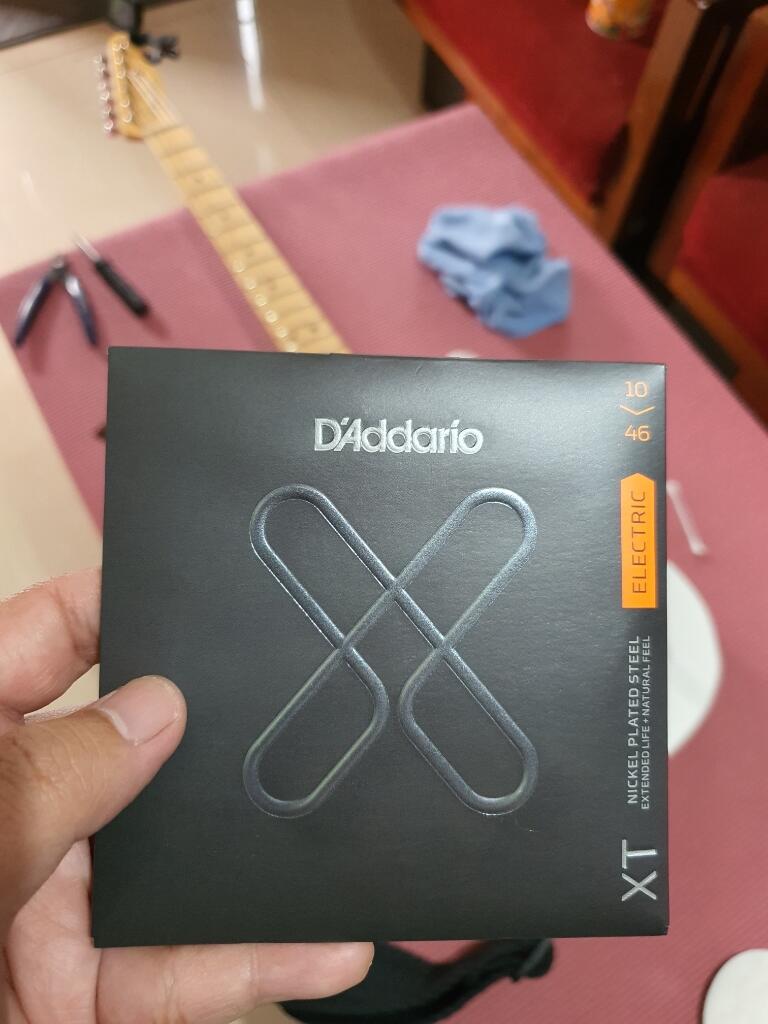 D'Addario
10
46
ELECTRIC
NICKEL PLATED STEEL
EXTENDED LIFE + NATURAL FEEL
XT